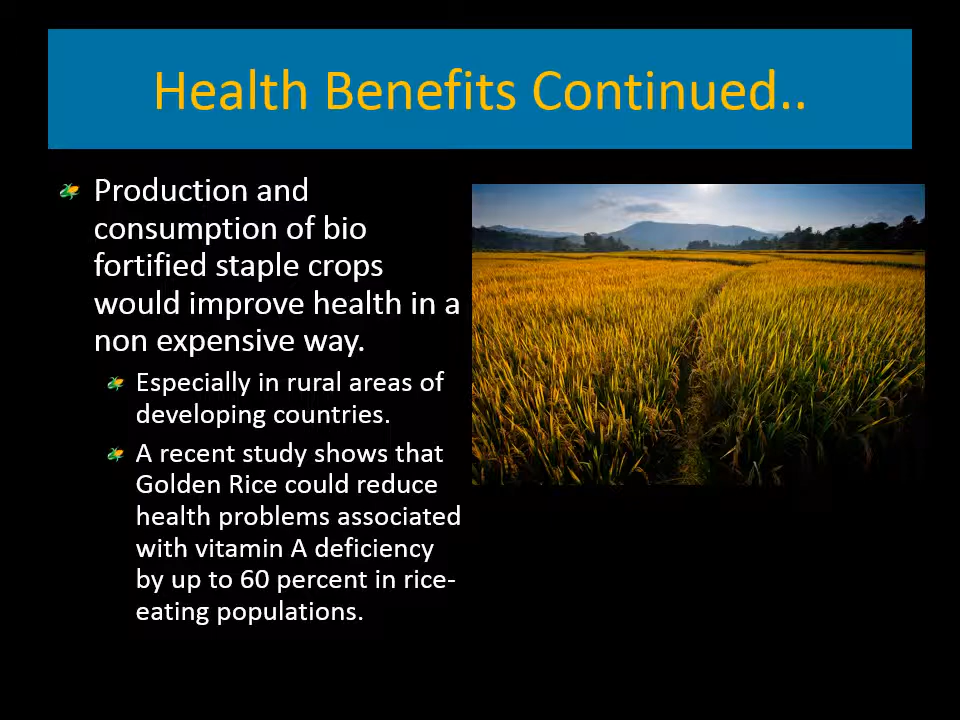 Health Benefits Continued..
Production and
consumption of bio
fortified staple crops
would improve health in a
non expensive way.
Especially in rural areas of
developing countries.
A recent study shows that
Golden Rice could reduce
health problems associated
with vitamin A deficiency
by up to 60 percent in rice-
eating populations.